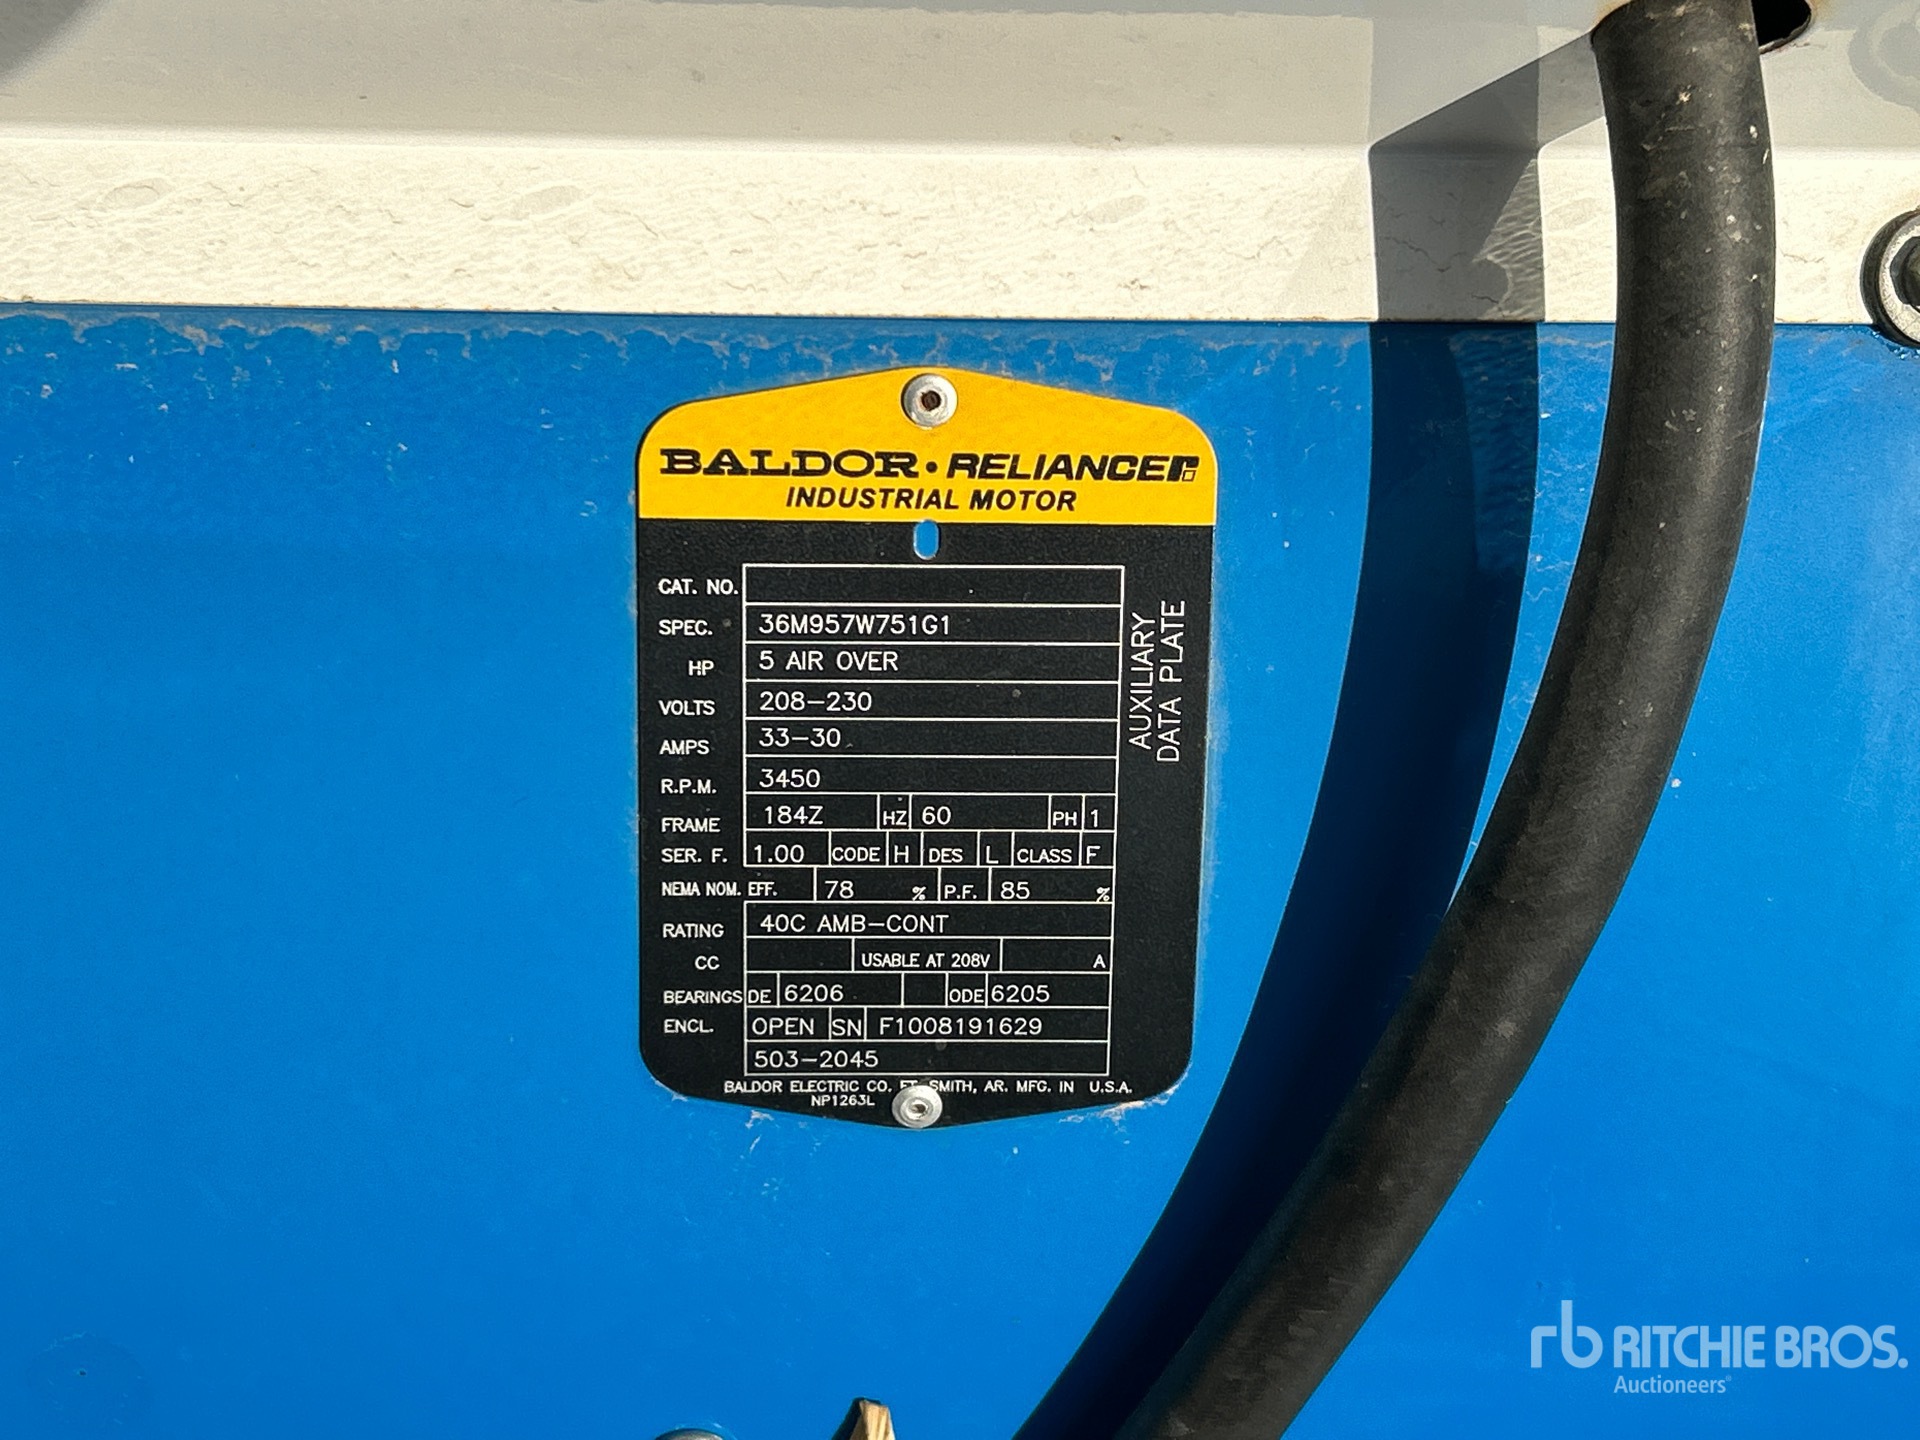 BALDOR • RELIANCE
INDUSTRIAL MOTOR
CAT. NO.
SPEC. 36M957W751G1
HP 5 AIR OVER
VOLTS 208-230
AMPS 33-30
R.P.M. 3450
FRAME 184Z HZ 60 PH 1
SER. F. 1.00 CODE H DES L CLASS F
NEMA NOM. EFF. 78 % P.F. 85 %
RATING 40C AMB-CONT
CC USABLE AT 208V A
BEARINGS DE 6206 ODE 6205
ENCL. OPEN SN F1008191629
503-2045
BALDOR ELECTRIC CO. FT. SMITH, AR. MFG. IN U.S.A.
NP1263L
AUXILIARY
DATA PLATE
rb RITCHIE BROS.
Auctioneers